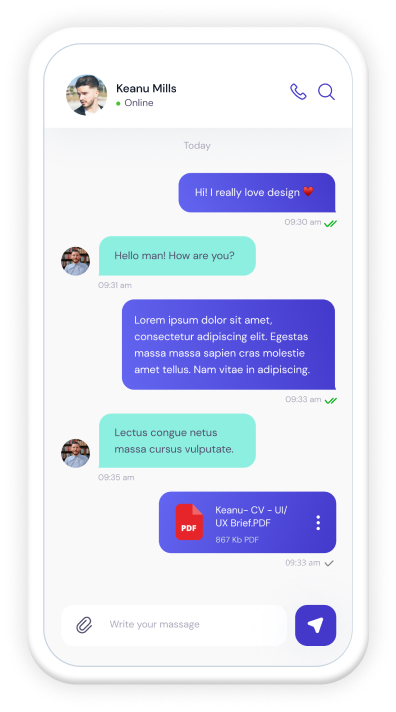 Keanu Mills
Online
Today
Hi! I really love design ❤️
09:30 am
Hello man! How are you?
09:31 am
Lorem ipsum dolor sit amet,
consectetur adipiscing elit. Egestas
massa massa sapien cras molestie
amet tellus. Nam vitae in adipiscing.
09:33 am
Lectus congue netus
massa cursus vulputate.
09:35 am
PDF
Keanu- CV - UI/
UX Brief.PDF
867 Kb PDF
09:33 am
Write your massage